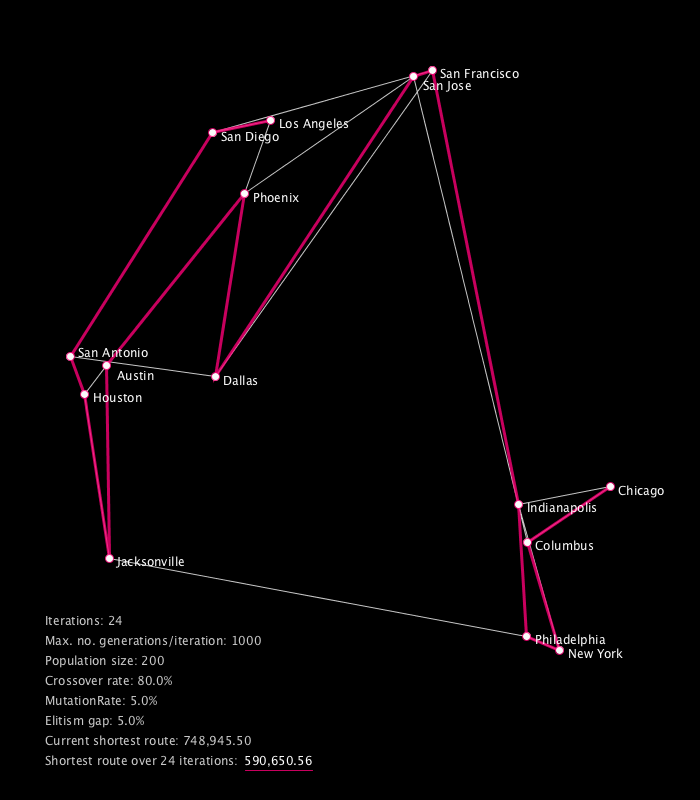 San Francisco
San Jose
Los Angeles
San Diego
Phoenix
San Antonio
Austin
Dallas
Houston
Chicago
Indianapolis
Columbus
Jacksonville
Philadelphia
New York
Iterations: 24
Max. no. generations/iteration: 1000
Population size: 200
Crossover rate: 80.0%
MutationRate: 5.0%
Elitism gap: 5.0%
Current shortest route: 748,945.50
Shortest route over 24 iterations: 590,650.56